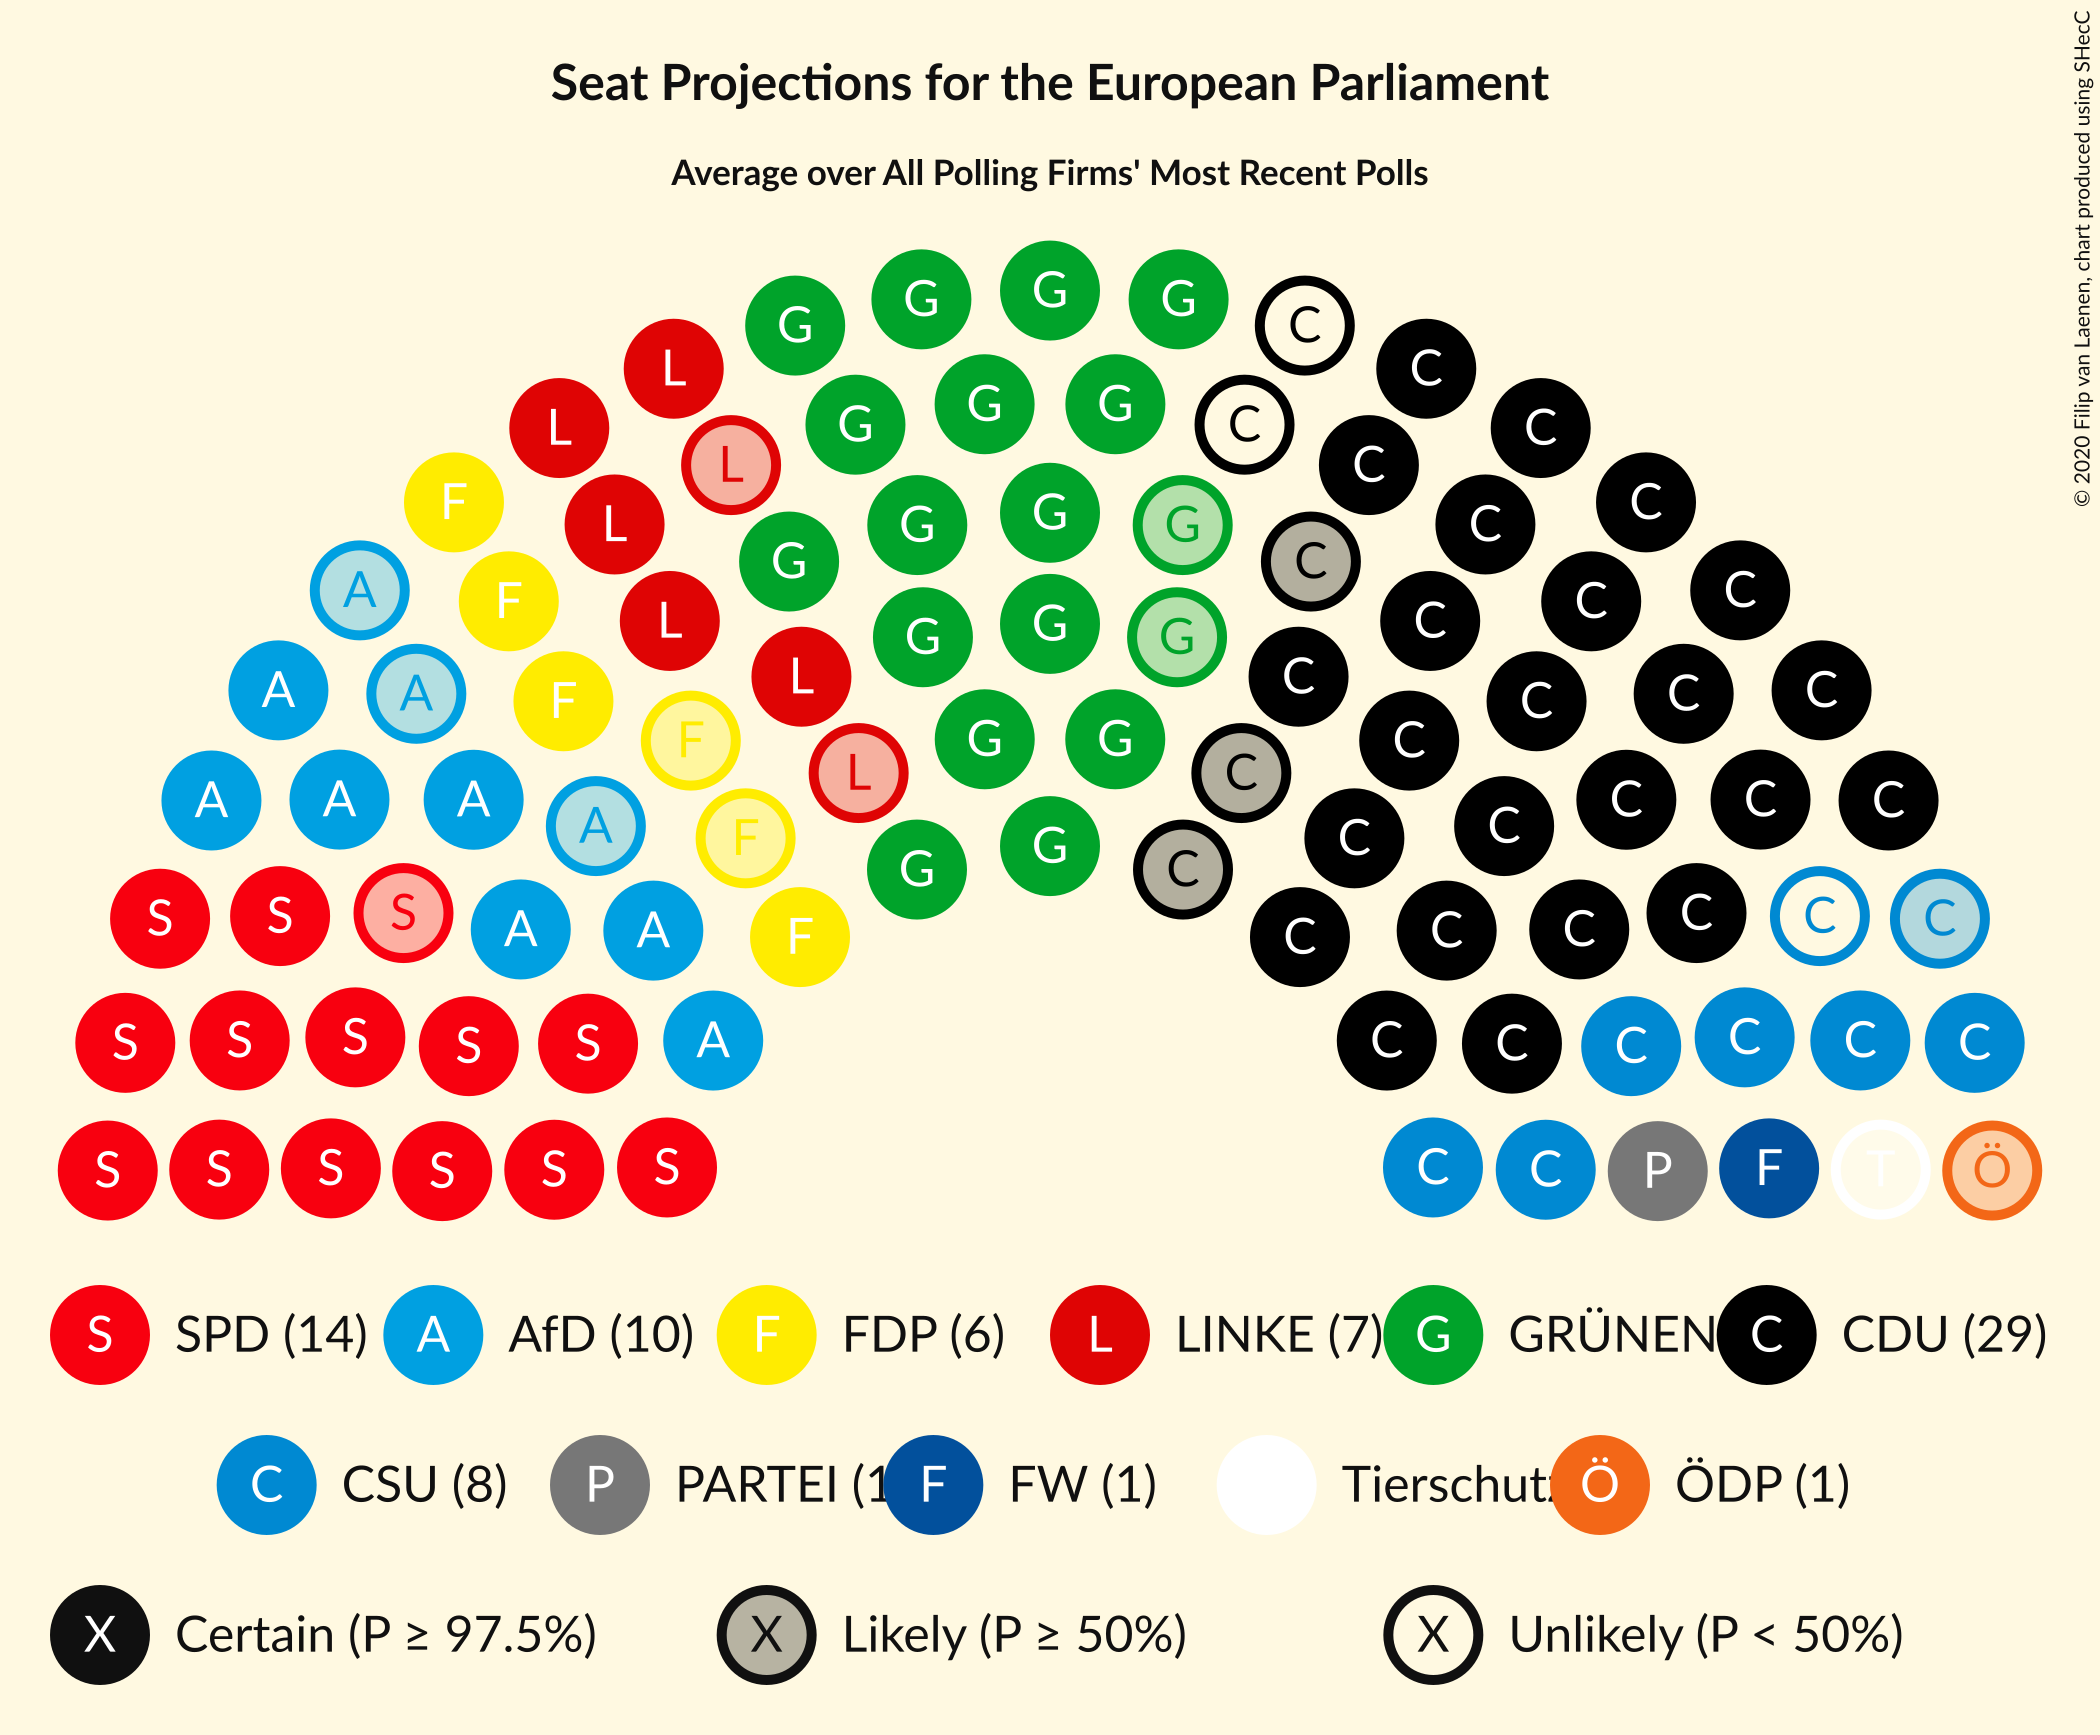 Seat Projections for the European Parliament
Average over All Polling Firms' Most Recent Polls
© 2020 Filip van Laenen, chart produced using SHecC
G G G G C
L G G G C C
L L G G C C
F L G G G C C C
A F L G G G C C C
A A F L G G G C C C C
A A A A F F L G G C C C C C C
S S S A A F G G C C C C C C C
S S S S S A C C C C C C
S S S S S S C C P F T Ö
S SPD (14) A AfD (10) F FDP (6) L LINKE (7) G GRÜNEN C CDU (29)
C CSU (8) P PARTEI (1 F FW (1) Tierschutz Ö ÖDP (1)
X Certain (P ≥ 97.5%) X Likely (P ≥ 50%) X Unlikely (P < 50%)